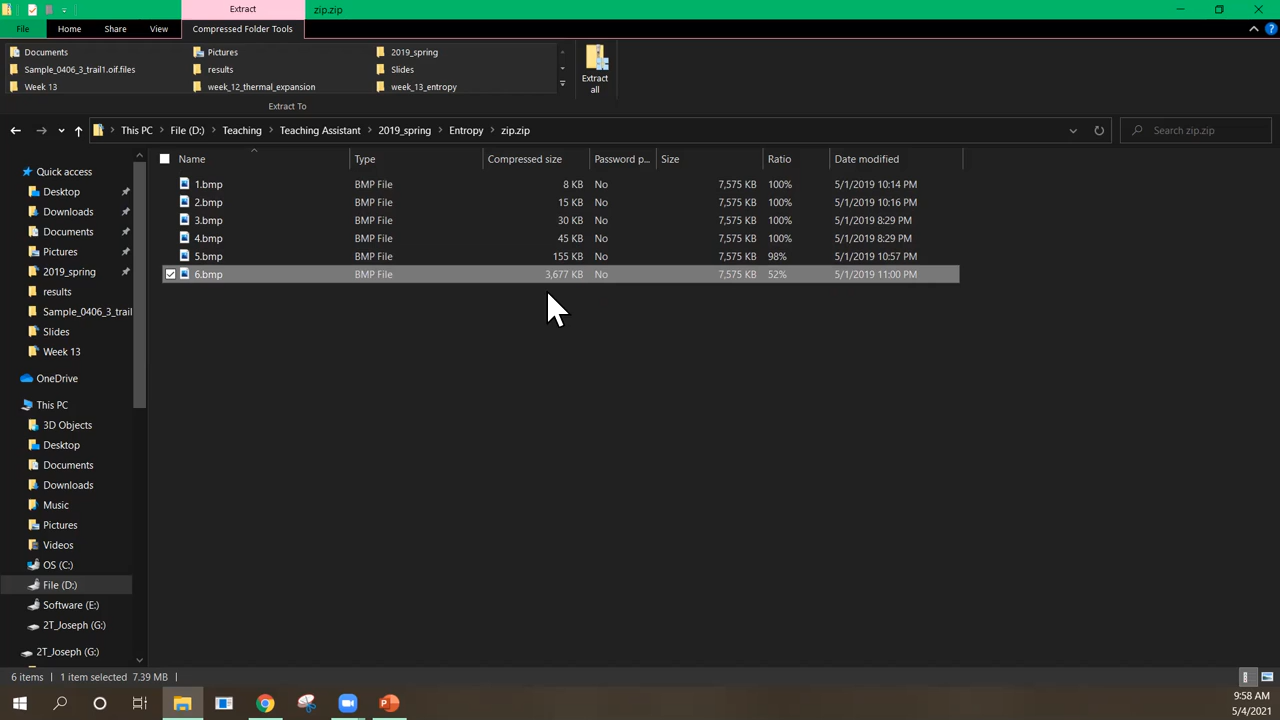 Extract
zip.zip
File
Home
Share
View
Compressed Folder Tools
Documents
Pictures
2019_spring
Sample_0406_3_trail1.oif.files
results
Slides
Week 13
week_12_thermal_expansion
week_13_entropy
Extract all
Extract To
This PC > File (D:) > Teaching > Teaching Assistant > 2019_spring > Entropy > zip.zip
Search zip.zip
Name Type Compressed size Password p... Size Ratio Date modified
1.bmp BMP File 8 KB No 7,575 KB 100% 5/1/2019 10:14 PM
2.bmp BMP File 15 KB No 7,575 KB 100% 5/1/2019 10:16 PM
3.bmp BMP File 30 KB No 7,575 KB 100% 5/1/2019 8:29 PM
4.bmp BMP File 45 KB No 7,575 KB 100% 5/1/2019 8:29 PM
5.bmp BMP File 155 KB No 7,575 KB 98% 5/1/2019 10:57 PM
6.bmp BMP File 3,677 KB No 7,575 KB 52% 5/1/2019 11:00 PM
Quick access
Desktop
Downloads
Documents
Pictures
2019_spring
results
Sample_0406_3_trail
Slides
Week 13
OneDrive
This PC
3D Objects
Desktop
Documents
Downloads
Music
Pictures
Videos
OS (C:)
File (D:)
Software (E:)
2T_Joseph (G:)
2T_Joseph (G:)
6 items 1 item selected 7.39 MB
9:58 AM
5/4/2021